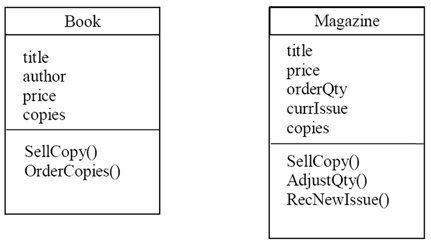 Book
title
author
price
copies
SellCopy()
OrderCopies()
Magazine
title
price
orderQty
currIssue
copies
SellCopy()
AdjustQty()
RecNewIssue()